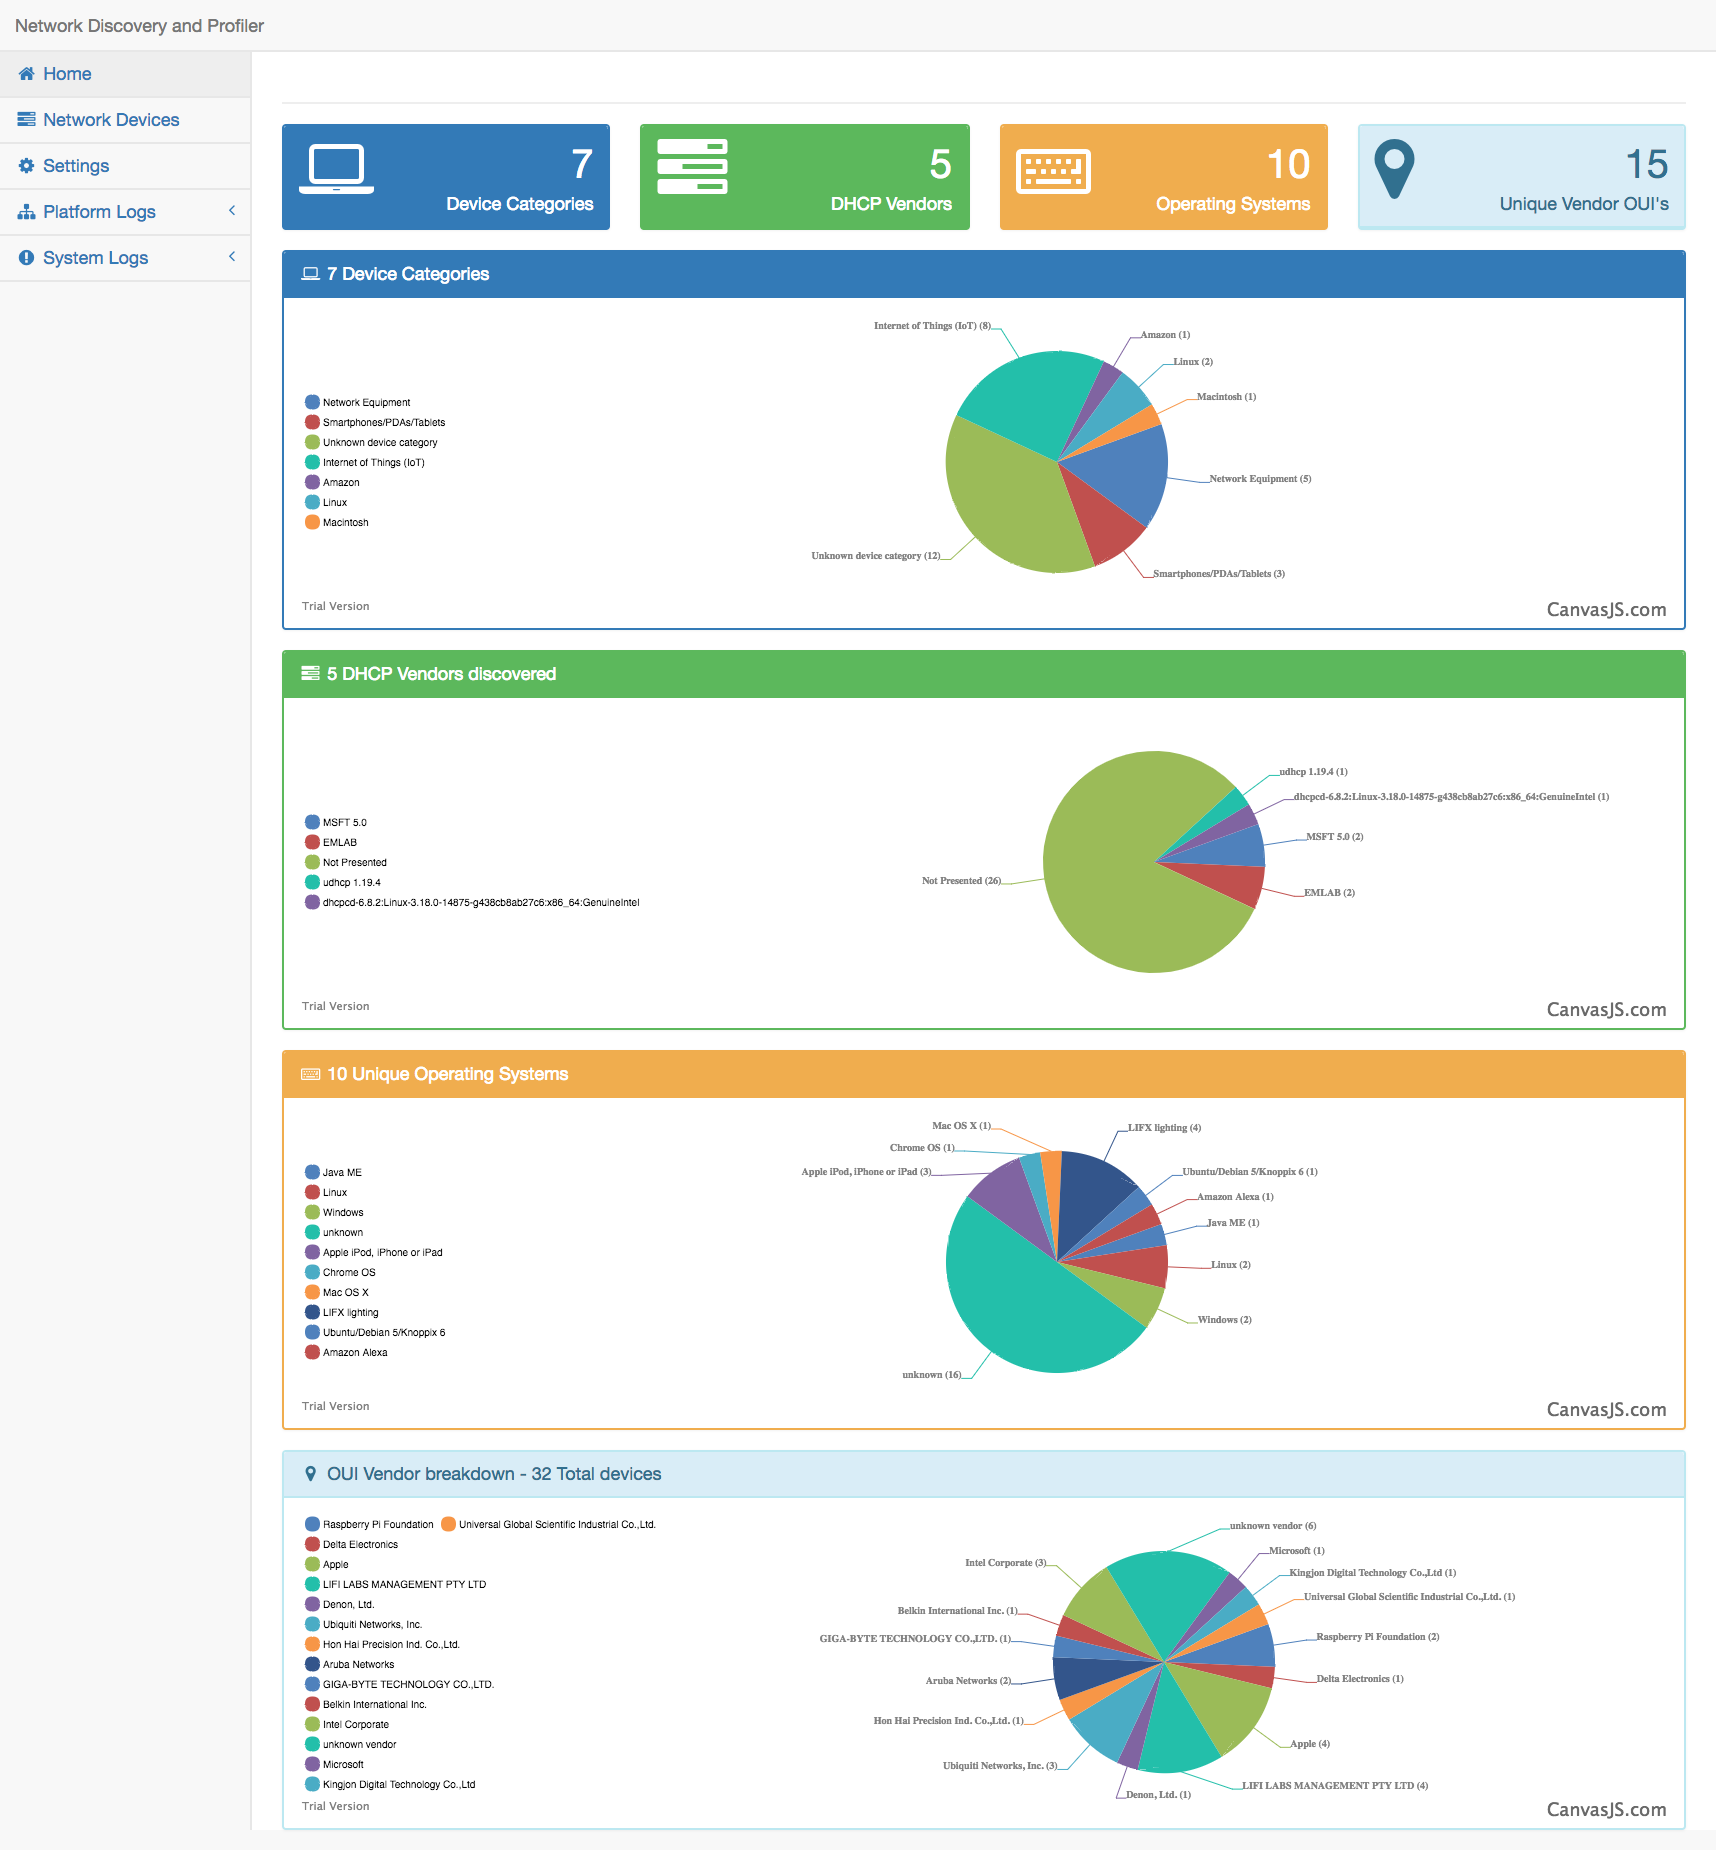 Network Discovery and Profiler
Home
Network Devices
Settings
Platform Logs
System Logs
7
Device Categories
5
DHCP Vendors
10
Operating Systems
15
Unique Vendor OUI's
7 Device Categories
Network Equipment
Smartphones/PDAs/Tablets
Unknown device category
Internet of Things (IoT)
Amazon
Linux
Macintosh
Internet of Things (IoT) (8)
Amazon (1)
Linux (2)
Macintosh (1)
Network Equipment (5)
Unknown device category (12)
Smartphones/PDAs/Tablets (3)
Trial Version
CanvasJS.com
5 DHCP Vendors discovered
MSFT 5.0
EMLAB
Not Presented
udhcp 1.19.4
dhcpcd-6.8.2:Linux-3.18.0-14875-g438cb8ab27c6:x86_64:GenuineIntel
udhcp 1.19.4 (1)
dhcpcd-6.8.2:Linux-3.18.0-14875-g438cb8ab27c6:x86_64:GenuineIntel (1)
MSFT 5.0 (2)
Not Presented (26)
EMLAB (2)
Trial Version
CanvasJS.com
10 Unique Operating Systems
Java ME
Linux
Windows
unknown
Apple iPod, iPhone or iPad
Chrome OS
Mac OS X
LIFX lighting
Ubuntu/Debian 5/Knoppix 6
Amazon Alexa
Mac OS X (1)
LIFX lighting (4)
Chrome OS (1)
Apple iPod, iPhone or iPad (3)
Ubuntu/Debian 5/Knoppix 6 (1)
Amazon Alexa (1)
Java ME (1)
Linux (2)
Windows (2)
unknown (16)
Trial Version
CanvasJS.com
OUI Vendor breakdown - 32 Total devices
Raspberry Pi Foundation
Universal Global Scientific Industrial Co.,Ltd.
Delta Electronics
Apple
LIFI LABS MANAGEMENT PTY LTD
Denon, Ltd.
Ubiquiti Networks, Inc.
Hon Hai Precision Ind. Co.,Ltd.
Aruba Networks
GIGA-BYTE TECHNOLOGY CO.,LTD.
Belkin International Inc.
Intel Corporate
unknown vendor
Microsoft
Kingjon Digital Technology Co.,Ltd
unknown vendor (6)
Microsoft (1)
Intel Corporate (3)
Kingjon Digital Technology Co.,Ltd (1)
Universal Global Scientific Industrial Co.,Ltd. (1)
Belkin International Inc. (1)
Raspberry Pi Foundation (2)
GIGA-BYTE TECHNOLOGY CO.,LTD. (1)
Delta Electronics (1)
Aruba Networks (2)
Hon Hai Precision Ind. Co.,Ltd. (1)
Apple (4)
Ubiquiti Networks, Inc. (3)
LIFI LABS MANAGEMENT PTY LTD (4)
Denon, Ltd. (1)
Trial Version
CanvasJS.com